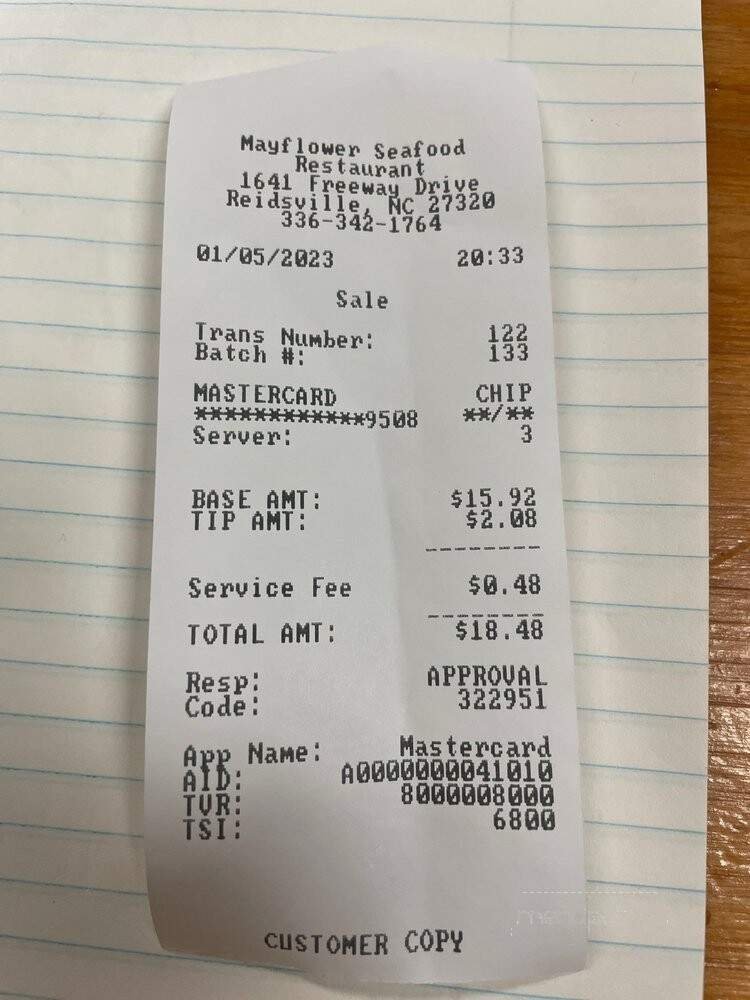 Mayflower Seafood
Restaurant
1641 Freeway Drive
Reidsville, NC 27320
336-342-1764
01/05/2023 20:33
Sale
Trans Number: 122
Batch #: 133
MASTERCARD CHIP
************9508 **/**
Server: 3
BASE AMT: $15.92
TIP AMT: $2.08
Service Fee $0.48
TOTAL AMT: $18.48
Resp: APPROVAL
Code: 322951
App Name: Mastercard
AID: A0000000041010
TVR: 8000008000
TSI: 6800
CUSTOMER COPY